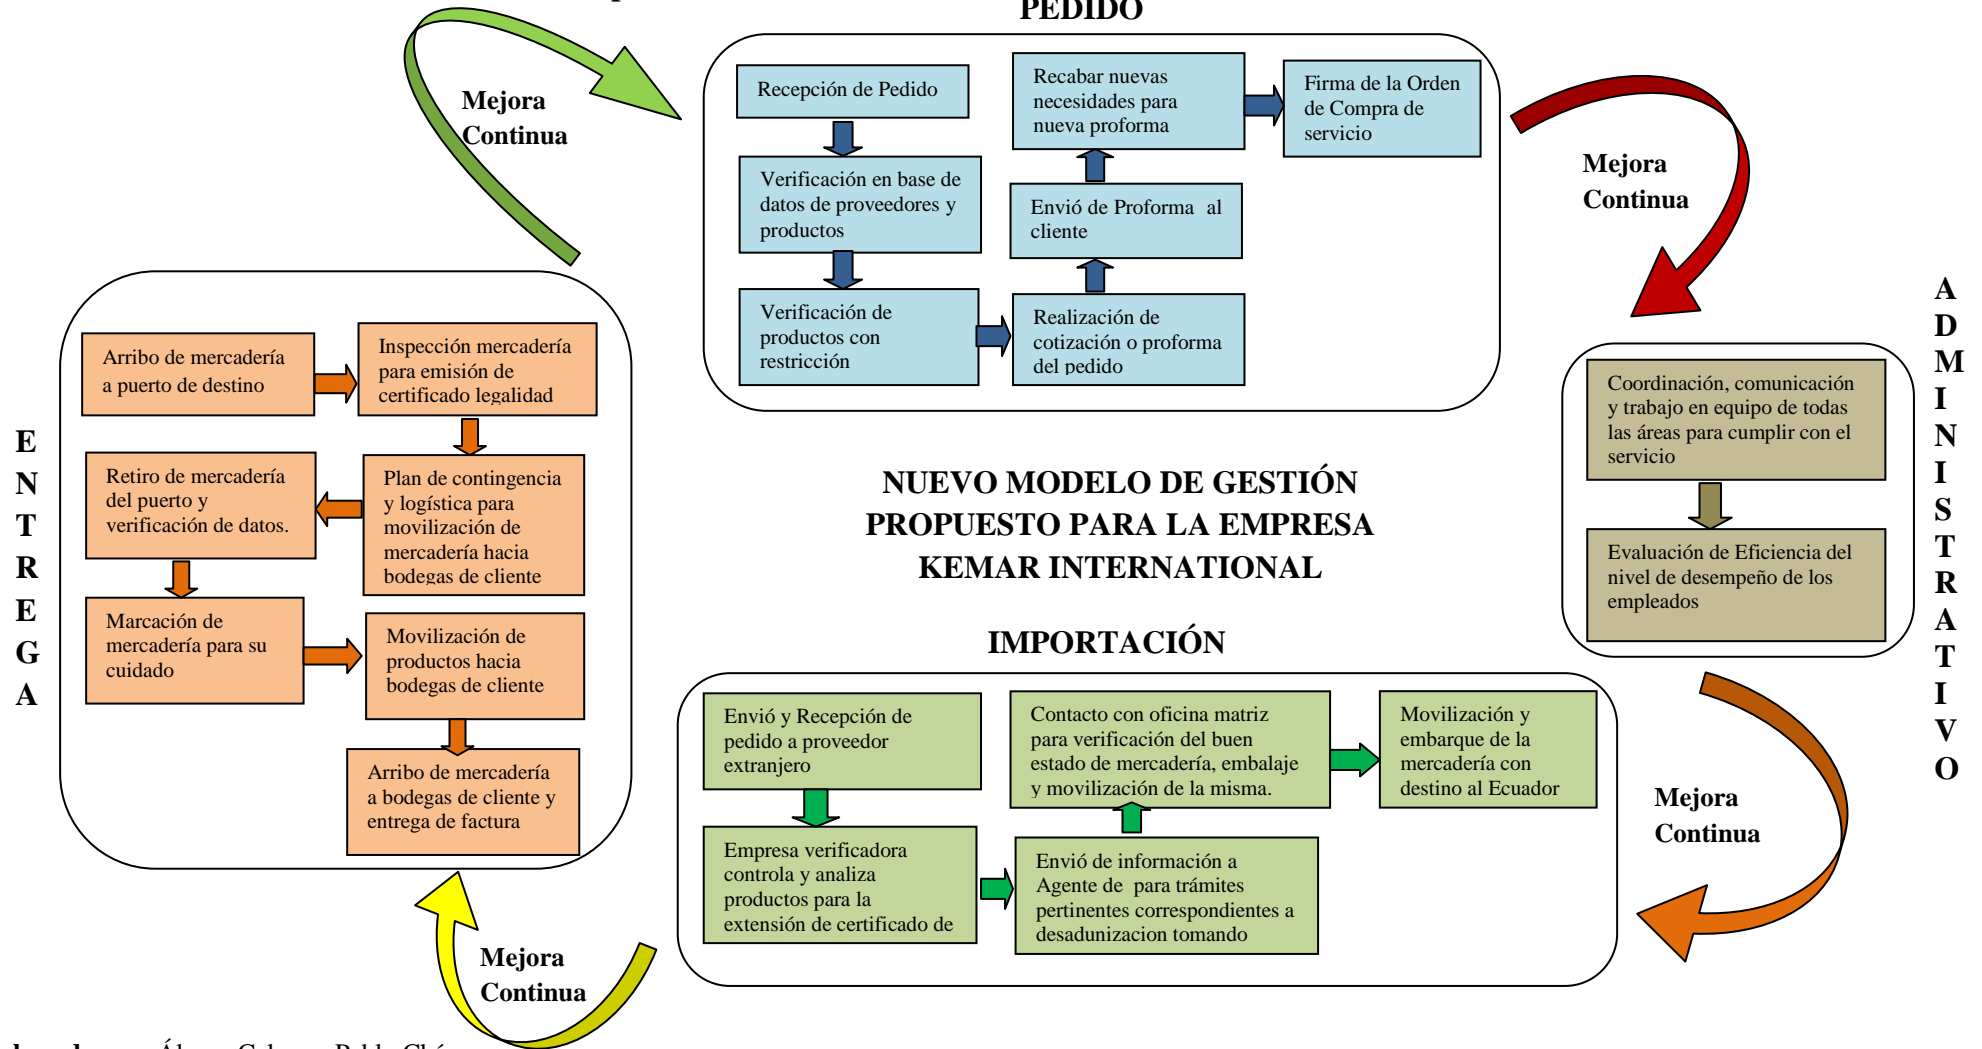 PEDIDO
Recepción de Pedido
Verificación en base de
datos de proveedores y
productos
Verificación de
productos con
restricción
Realización de
cotización o proforma
del pedido
Envió de Proforma al
cliente
Recabar nuevas
necesidades para
nueva proforma
Firma de la Orden
de Compra de
servicio
Mejora
Continua
Mejora
Continua
ADMINISTRATIVO
Coordinación, comunicación
y trabajo en equipo de todas
las áreas para cumplir con el
servicio
Evaluación de Eficiencia del
nivel de desempeño de los
empleados
NUEVO MODELO DE GESTIÓN
PROPUESTO PARA LA EMPRESA
KEMAR INTERNATIONAL
Mejora
Continua
IMPORTACIÓN
Envió y Recepción de
pedido a proveedor
extranjero
Empresa verificadora
controla y analiza
productos para la
extensión de certificado de
Envió de información a
Agente de para trámites
pertinentes correspondientes a
desadunizacion tomando
Contacto con oficina matriz
para verificación del buen
estado de mercadería, embalaje
y movilización de la misma.
Movilización y
embarque de la
mercadería con
destino al Ecuador
Mejora
Continua
ENTREGA
Arribo de mercadería
a puerto de destino
Inspección mercadería
para emisión de
certificado legalidad
Plan de contingencia
y logística para
movilización de
mercadería hacia
bodegas de cliente
Retiro de mercadería
del puerto y
verificación de datos.
Marcación de
mercadería para su
cuidado
Movilización de
productos hacia
bodegas de cliente
Arribo de mercadería
a bodegas de cliente y
entrega de factura